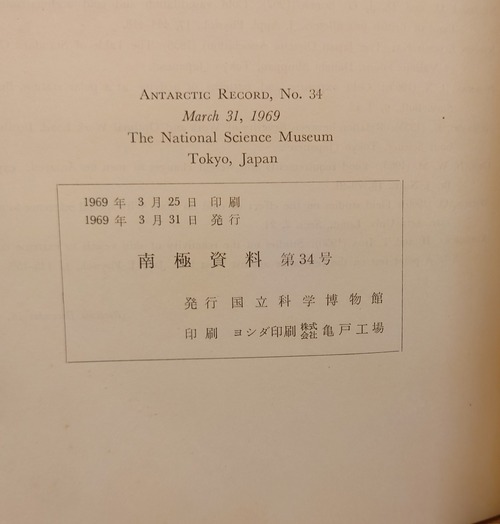 ANTARCTIC RECORD, No. 34
March 31, 1969
The National Science Museum
Tokyo, Japan
1969 年 3 月 25 日 印刷
1969 年 3 月 31 日 発行
南極資料 第34号
発行 国立科学博物館
印刷 ヨシダ印刷株式会社亀戸工場